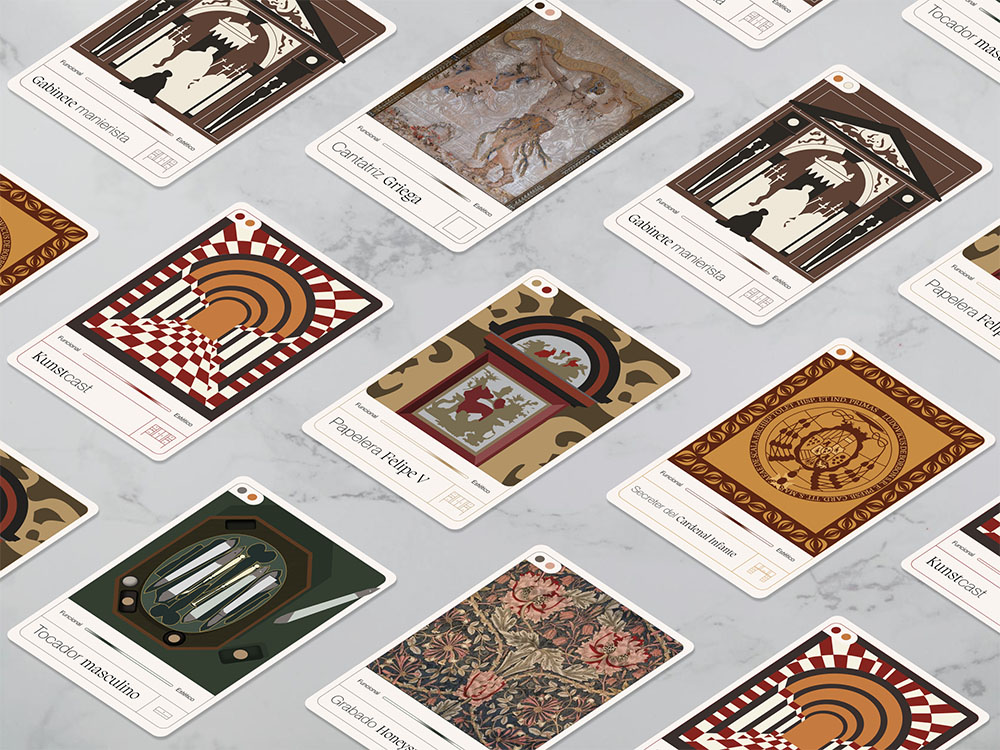 Funcional
Estético
Gabinete manierista
Funcional
Estético
Cantatriz Griega
Tocador masc
Funcional
Estético
Gabinete manierista
Funcional
Estético
Kunstcast
Funcional
Estético
Papelera Felipe V
Funcional
Papelera Felip
Funcional
Estético
Secreter del Cardenal Infante
Funcional
Estético
Tocador masculino
Funcional
Grabado Honeys
Funcional
Kunstcast